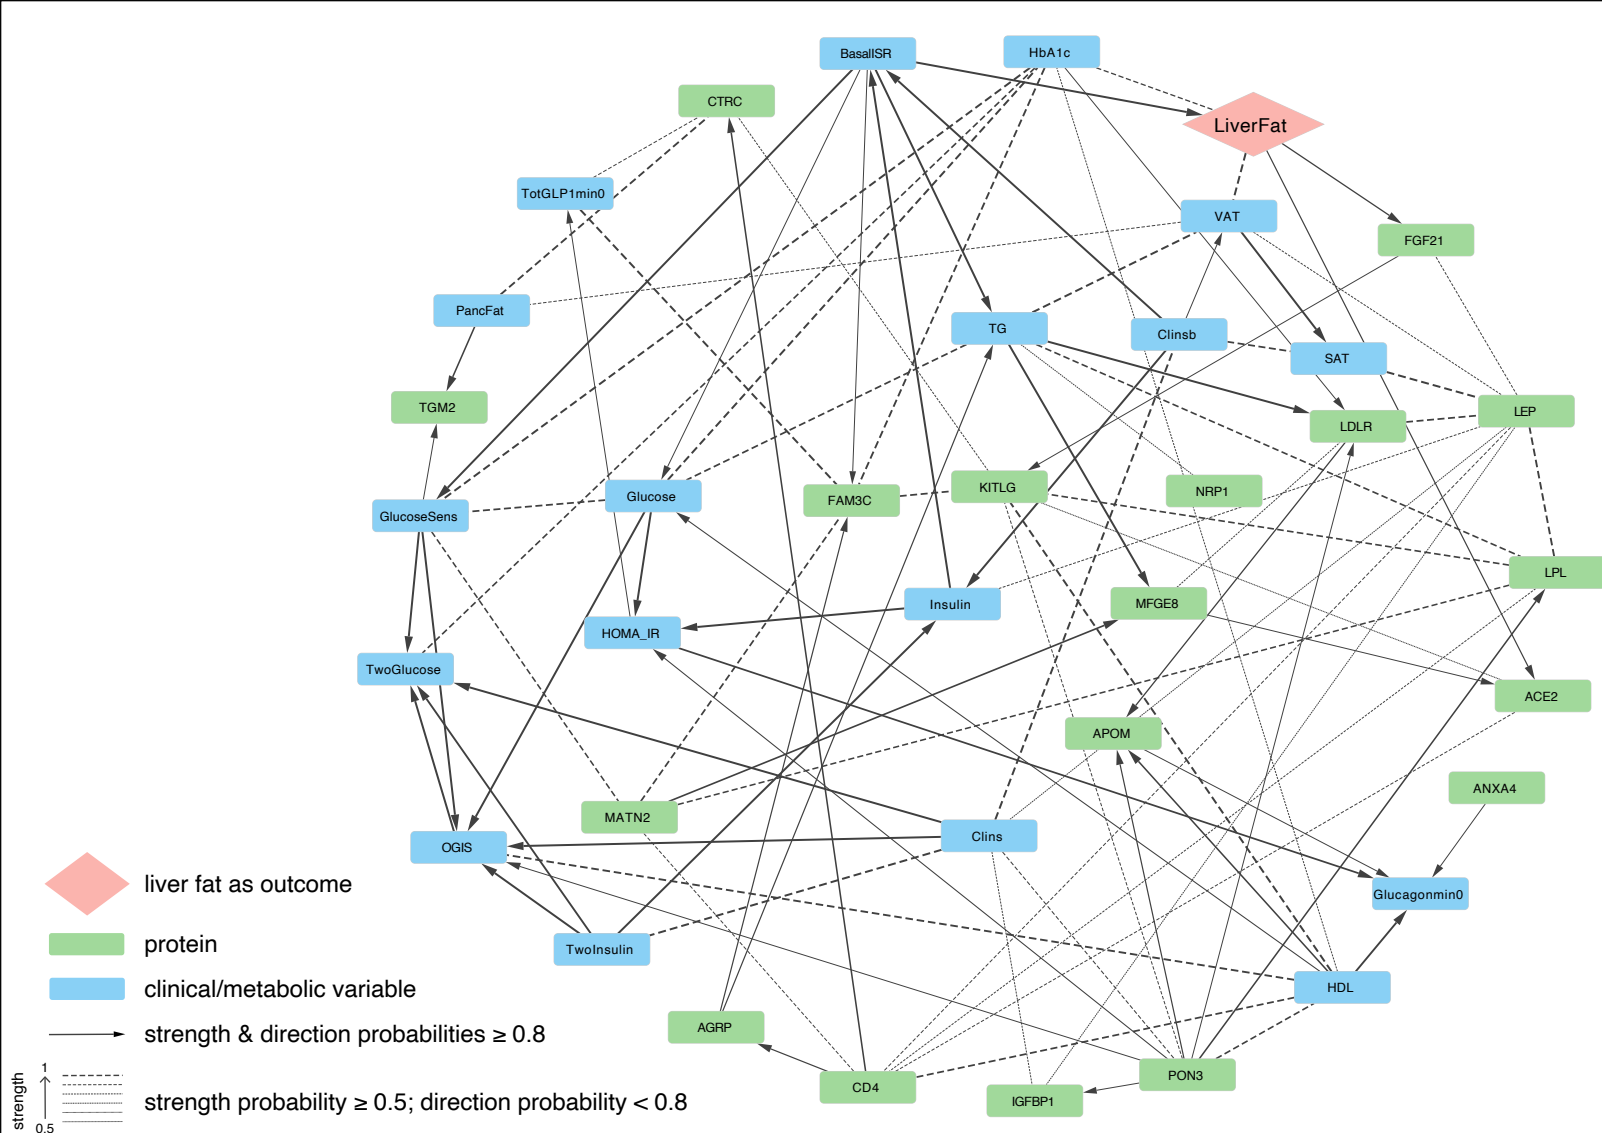 BasalISR
HbA1c
CTRC
LiverFat
TotGLP1min0
VAT
FGF21
PancFat
TG
Clinsb
SAT
TGM2
LEP
LDLR
Glucose
FAM3C
KITLG
NRP1
GlucoseSens
LPL
Insulin
MFGE8
HOMA_IR
TwoGlucose
ACE2
APOM
ANXA4
MATN2
Clins
OGIS
liver fat as outcome
Glucagonmin0
protein
TwoInsulin
clinical/metabolic variable
HDL
strength & direction probabilities ≥ 0.8
AGRP
CD4
PON3
IGFBP1
strength
1
0.5
strength probability ≥ 0.5; direction probability < 0.8